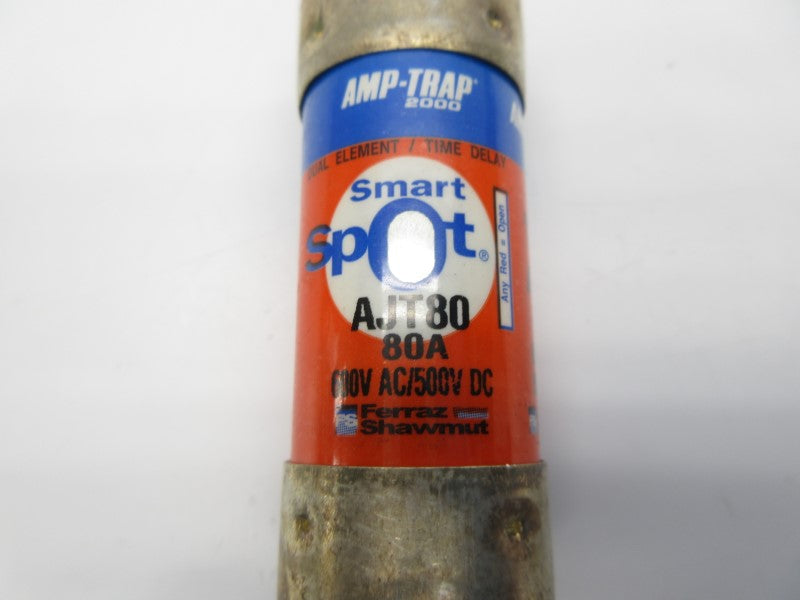 AMP-TRAP®
2000
DUAL ELEMENT / TIME DELAY
Smart
Spot®
Any Red = Open
AJT80
80A
600V AC/500V DC
Ferraz
Shawmut